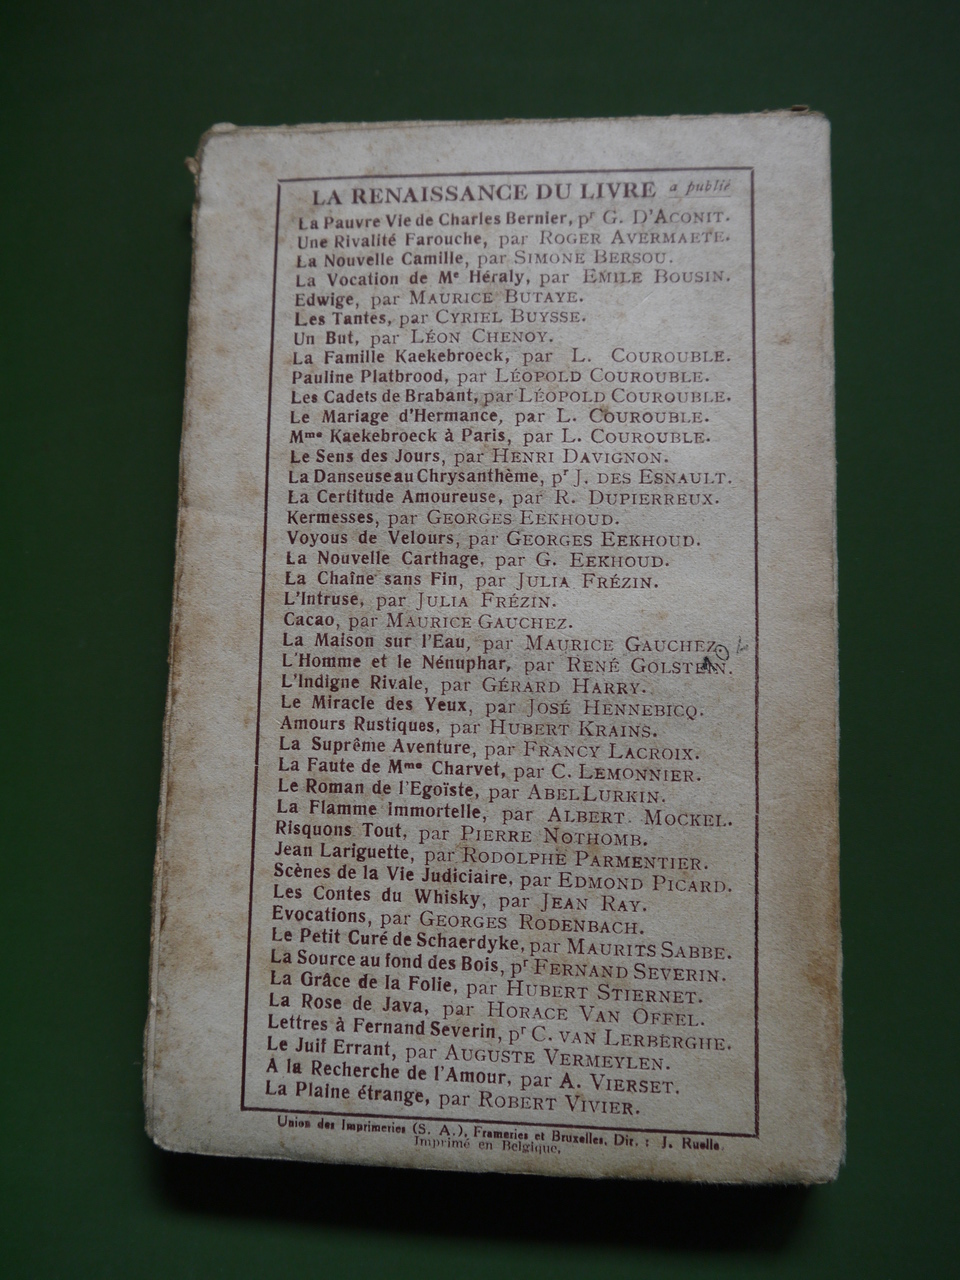 LA RENAISSANCE DU LIVRE a publié
La Pauvre Vie de Charles Bernier, pr G. D'ACONIT.
Une Rivalité Farouche, par ROGER AVERMAETE.
La Nouvelle Camille, par SIMONE BERSOU.
La Vocation de Me Héraly, par EMILE BOUSIN.
Edwige, par MAURICE BUTAYE.
Les Tantes, par CYRIEL BUYSSE.
Un But, par LÉON CHENOY.
La Famille Kaekebroeck, par L. COUROUBLE.
Pauline Platbrood, par LÉOPOLD COUROUBLE.
Les Cadets de Brabant, par LÉOPOLD COUROUBLE.
Le Mariage d'Hermance, par L. COUROUBLE.
Mme Kaekebroeck à Paris, par L. COUROUBLE.
Le Sens des Jours, par HENRI DAVIGNON.
La Danseuse au Chrysanthème, pr J. DES ESNAULT.
La Certitude Amoureuse, par R. DUPIERREUX.
Kermesses, par GEORGES EEKHOUD.
Voyous de Velours, par GEORGES EEKHOUD.
La Nouvelle Carthage, par G. EEKHOUD.
La Chaîne sans Fin, par JULIA FRÉZIN.
L'Intruse, par JULIA FRÉZIN.
Cacao, par MAURICE GAUCHEZ.
La Maison sur l'Eau, par MAURICE GAUCHEZ.
L'Homme et le Nénuphar, par RENÉ GOLSTEIN.
L'Indigne Rivale, par GÉRARD HARRY.
Le Miracle des Yeux, par JOSÉ HENNEBICQ.
Amours Rustiques, par HUBERT KRAINS.
La Suprême Aventure, par FRANCY LACROIX.
La Faute de Mme Charvet, par C. LEMONNIER.
Le Roman de l'Egoïste, par ABEL LURKIN.
La Flamme immortelle, par ALBERT MOCKEL.
Risquons Tout, par PIERRE NOTHOMB.
Jean Lariguette, par RODOLPHE PARMENTIER.
Scènes de la Vie Judiciaire, par EDMOND PICARD.
Les Contes du Whisky, par JEAN RAY.
Evocations, par GEORGES RODENBACH.
Le Petit Curé de Schaerdyke, par MAURITS SABBE.
La Source au fond des Bois, pr FERNAND SEVERIN.
La Grâce de la Folie, par HUBERT STIERNET.
La Rose de Java, par HORACE VAN OFFEL.
Lettres à Fernand Severin, pr C. VAN LERBERGHE.
Le Juif Errant, par AUGUSTE VERMEYLEN.
A la Recherche de l'Amour, par A. VIERSET.
La Plaine étrange, par ROBERT VIVIER.
Union des Imprimeries (S. A.), Frameries et Bruxelles, Dir. : J. Ruelle.
Imprimé en Belgique.